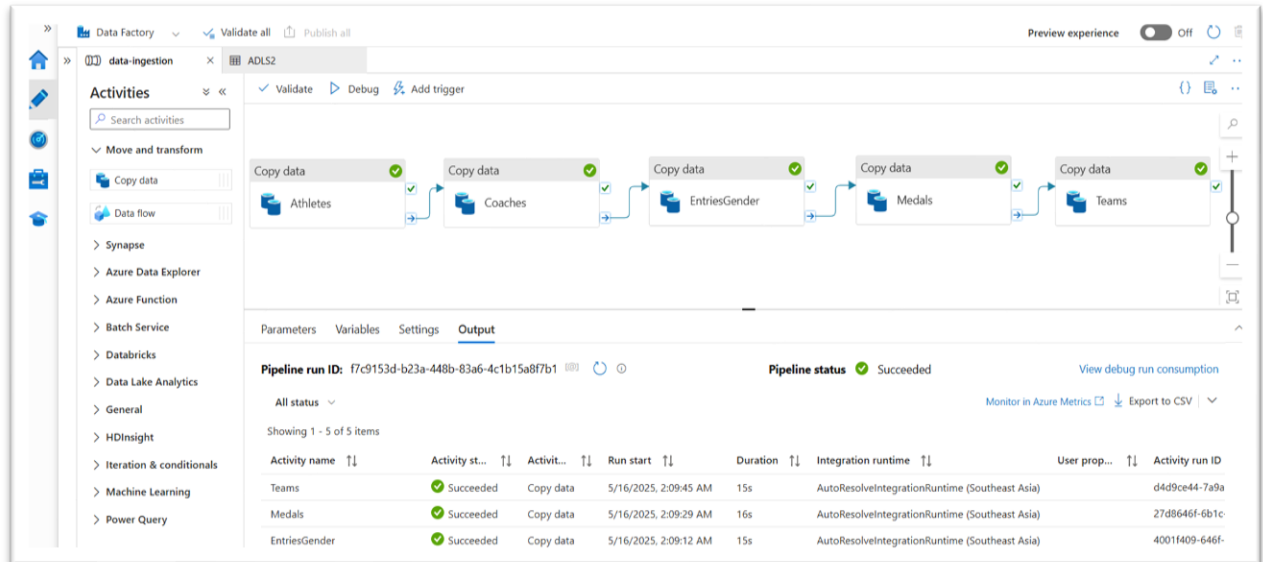 Data Factory Validate all Publish all Preview experience Off
data-ingestion ADLS2
Activities
Validate Debug Add trigger
Search activities
Move and transform
Copy data
Data flow
Synapse
Azure Data Explorer
Azure Function
Batch Service
Databricks
Data Lake Analytics
General
HDInsight
Iteration & conditionals
Machine Learning
Power Query
Copy data
Athletes
Copy data
Coaches
Copy data
EntriesGender
Copy data
Medals
Copy data
Teams
Parameters Variables Settings Output
Pipeline run ID: f7c9153d-b23a-448b-83a6-4c1b15a8f7b1 Pipeline status Succeeded View debug run consumption
All status Monitor in Azure Metrics Export to CSV
Showing 1 - 5 of 5 items
Activity name Activity st... Activit... Run start Duration Integration runtime User prop... Activity run ID
Teams Succeeded Copy data 5/16/2025, 2:09:45 AM 15s AutoResolveIntegrationRuntime (Southeast Asia) d4d9ce44-7a9a
Medals Succeeded Copy data 5/16/2025, 2:09:29 AM 16s AutoResolveIntegrationRuntime (Southeast Asia) 27d8646f-6b1c-
EntriesGender Succeeded Copy data 5/16/2025, 2:09:12 AM 15s AutoResolveIntegrationRuntime (Southeast Asia) 4001f409-646f-